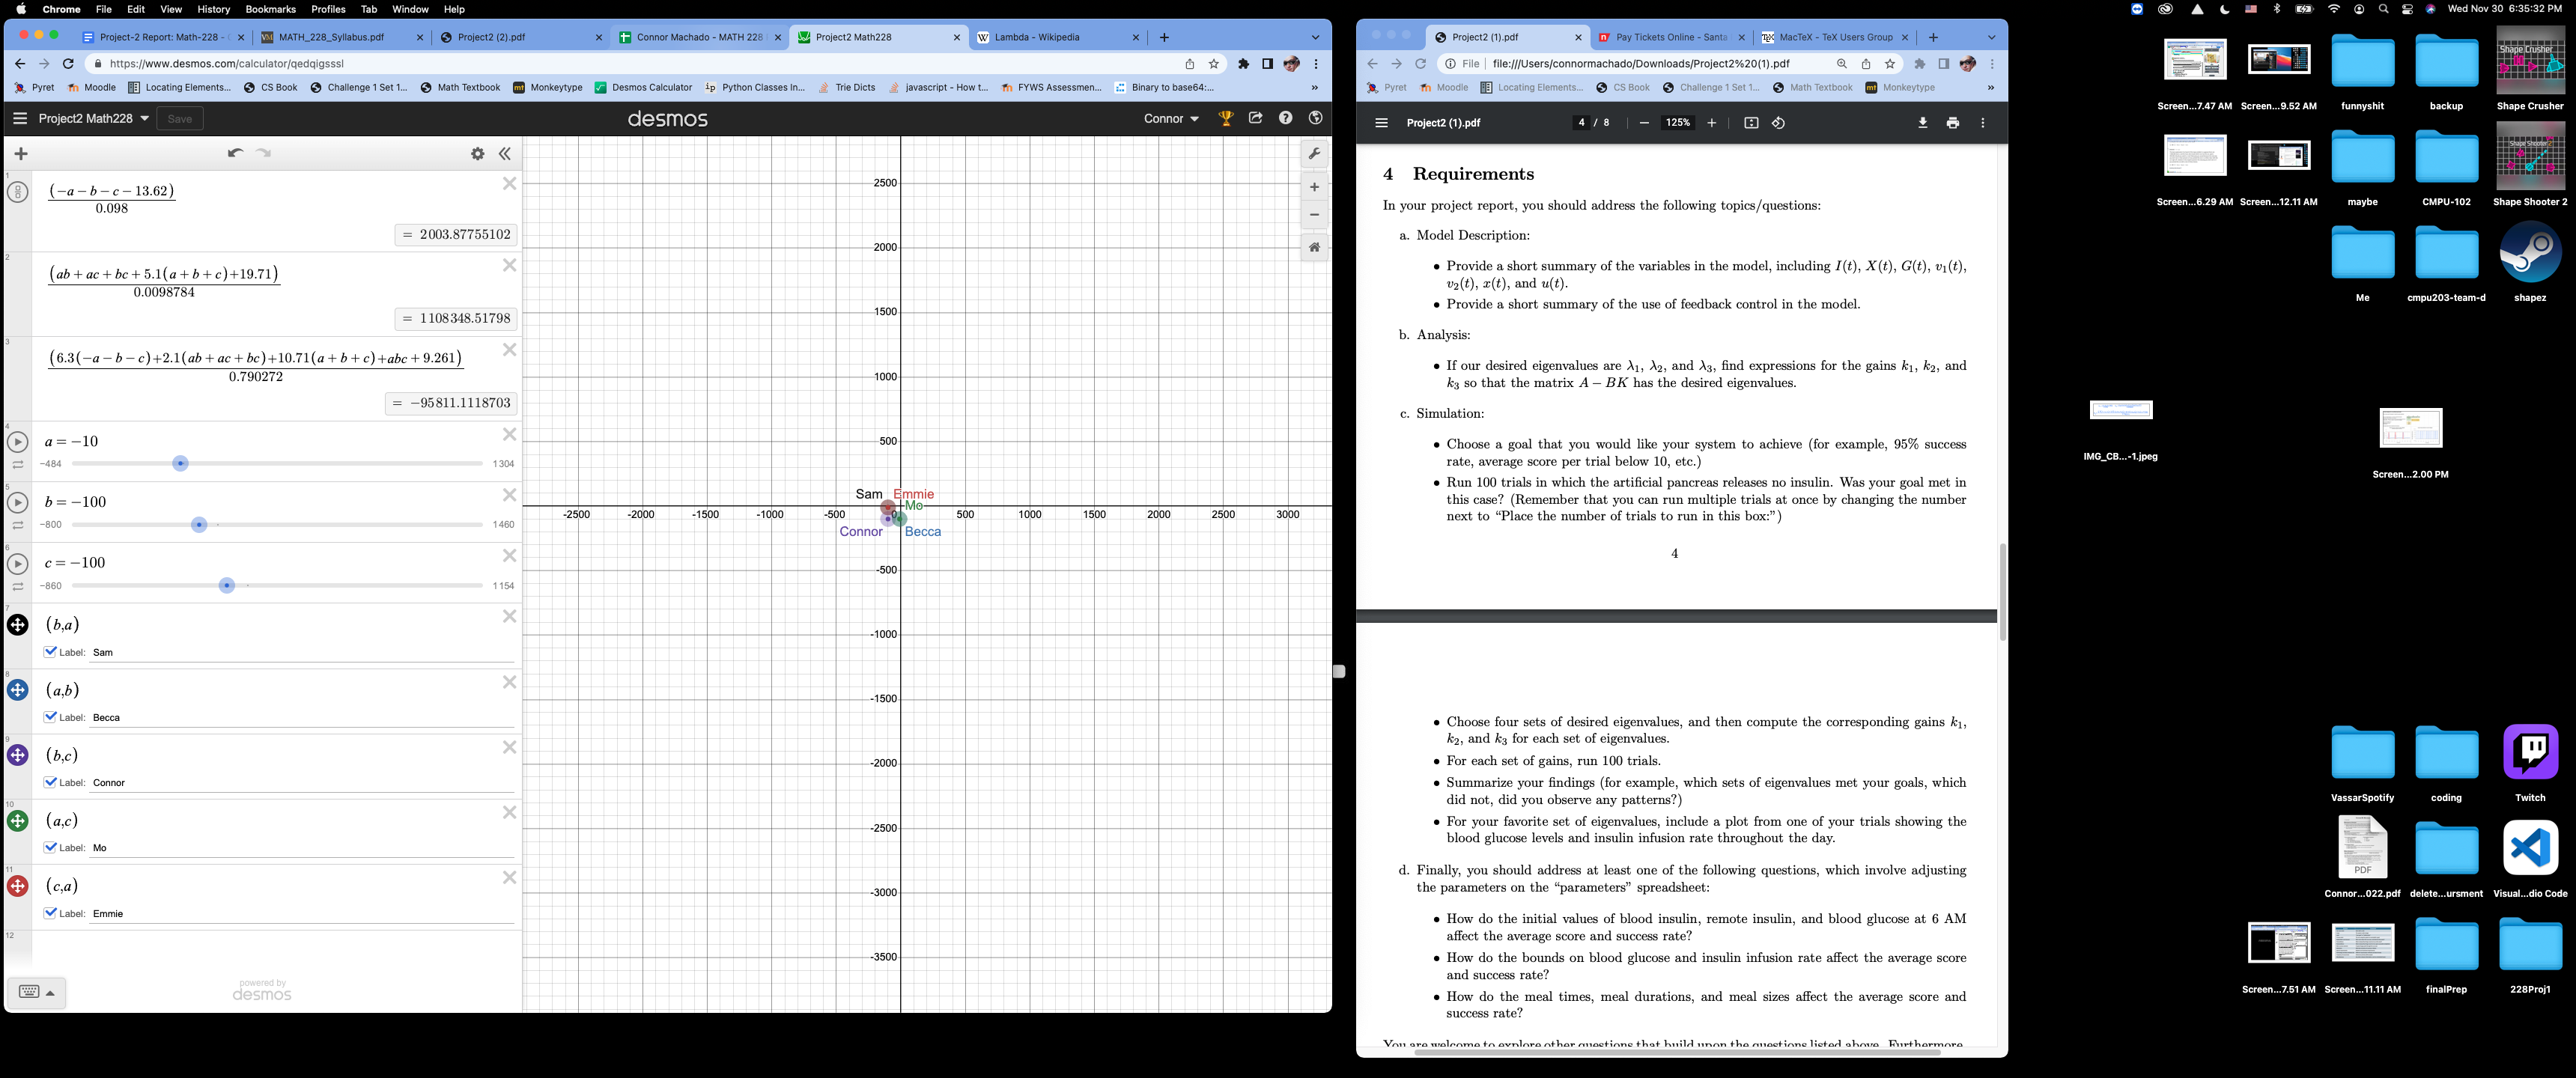 Chrome File Edit View History Bookmarks Profiles Tab Window Help
Wed Nov 30 6:35:32 PM
Project-2 Report: Math-228 -
MATH_228_Syllabus.pdf
Project2 (2).pdf
Connor Machado - MATH 228
Project2 Math228
Lambda - Wikipedia
https://www.desmos.com/calculator/qedqigsssl
Pyret Moodle Locating Elements... CS Book Challenge 1 Set 1... Math Textbook Monkeytype Desmos Calculator Python Classes In... Trie Dicts javascript - How t... FYWS Assessmen... Binary to base64:... »
Project2 Math228 Save desmos Connor
1
(-a-b-c-13.62)
0.098
= 2003.87755102
2
(ab+ac+bc+5.1(a+b+c)+19.71)
0.0098784
= 1108348.51798
3
(6.3(-a-b-c)+2.1(ab+ac+bc)+10.71(a+b+c)+abc+9.261)
0.790272
= -95811.1118703
4
a = -10
-484 1304
5
b = -100
-800 1460
6
c = -100
-860 1154
7
(b,a)
Label: Sam
8
(a,b)
Label: Becca
9
(b,c)
Label: Connor
10
(a,c)
Label: Mo
11
(c,a)
Label: Emmie
12
powered by
desmos
2500
2000
1500
1000
500
Sam Emmie
Mo
-2500 -2000 -1500 -1000 -500 0 500 1000 1500 2000 2500 3000
Connor Becca
-500
-1000
-1500
-2000
-2500
-3000
-3500
Project2 (1).pdf
Pay Tickets Online - Santa
MacTeX - TeX Users Group
File file:///Users/connormachado/Downloads/Project2%20(1).pdf
Pyret Moodle Locating Elements... CS Book Challenge 1 Set 1... Math Textbook Monkeytype »
Project2 (1).pdf 4 / 8 125%
4 Requirements
In your project report, you should address the following topics/questions:
a. Model Description:
• Provide a short summary of the variables in the model, including I(t), X(t), G(t), v₁(t),
v₂(t), x(t), and u(t).
• Provide a short summary of the use of feedback control in the model.
b. Analysis:
• If our desired eigenvalues are λ₁, λ₂, and λ₃, find expressions for the gains k₁, k₂, and
k₃ so that the matrix A − BK has the desired eigenvalues.
c. Simulation:
• Choose a goal that you would like your system to achieve (for example, 95% success
rate, average score per trial below 10, etc.)
• Run 100 trials in which the artificial pancreas releases no insulin. Was your goal met in
this case? (Remember that you can run multiple trials at once by changing the number
next to “Place the number of trials to run in this box:”)
4
• Choose four sets of desired eigenvalues, and then compute the corresponding gains k₁,
k₂, and k₃ for each set of eigenvalues.
• For each set of gains, run 100 trials.
• Summarize your findings (for example, which sets of eigenvalues met your goals, which
did not, did you observe any patterns?)
• For your favorite set of eigenvalues, include a plot from one of your trials showing the
blood glucose levels and insulin infusion rate throughout the day.
d. Finally, you should address at least one of the following questions, which involve adjusting
the parameters on the “parameters” spreadsheet:
• How do the initial values of blood insulin, remote insulin, and blood glucose at 6 AM
affect the average score and success rate?
• How do the bounds on blood glucose and insulin infusion rate affect the average score
and success rate?
• How do the meal times, meal durations, and meal sizes affect the average score and
success rate?
You are welcome to explore other questions that build upon the questions listed above. Furthermore,
Screen...7.47 AM Screen...9.52 AM funnyshit backup Shape Crusher
Screen...6.29 AM Screen...12.11 AM maybe CMPU-102 Shape Shooter 2
Me cmpu203-team-d shapez
IMG_CB...-1.jpeg
Screen...2.00 PM
VassarSpotify coding Twitch
PDF
Connor...022.pdf delete...ursment Visual...dio Code
Screen...7.51 AM Screen...11.11 AM finalPrep 228Proj1